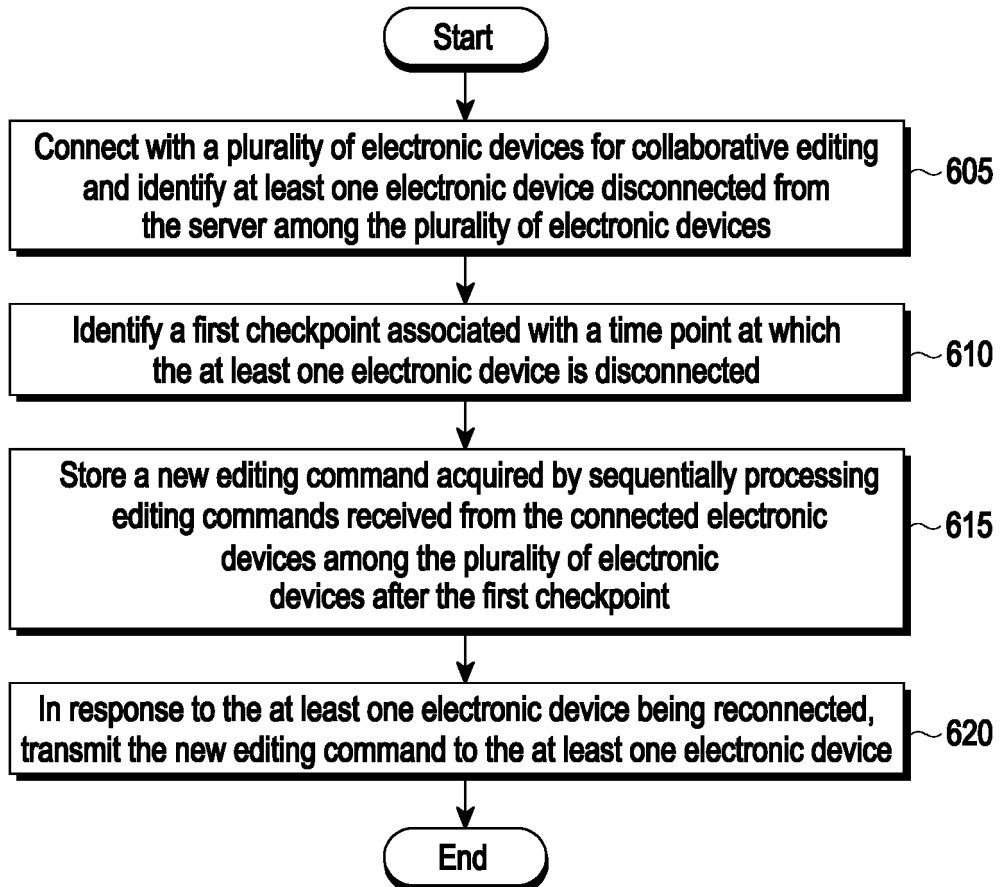 Start
Connect with a plurality of electronic devices for collaborative editing
and identify at least one electronic device disconnected from
the server among the plurality of electronic devices
605
Identify a first checkpoint associated with a time point at which
the at least one electronic device is disconnected
610
Store a new editing command acquired by sequentially processing
editing commands received from the connected electronic
devices among the plurality of electronic
devices after the first checkpoint
615
In response to the at least one electronic device being reconnected,
transmit the new editing command to the at least one electronic device
620
End